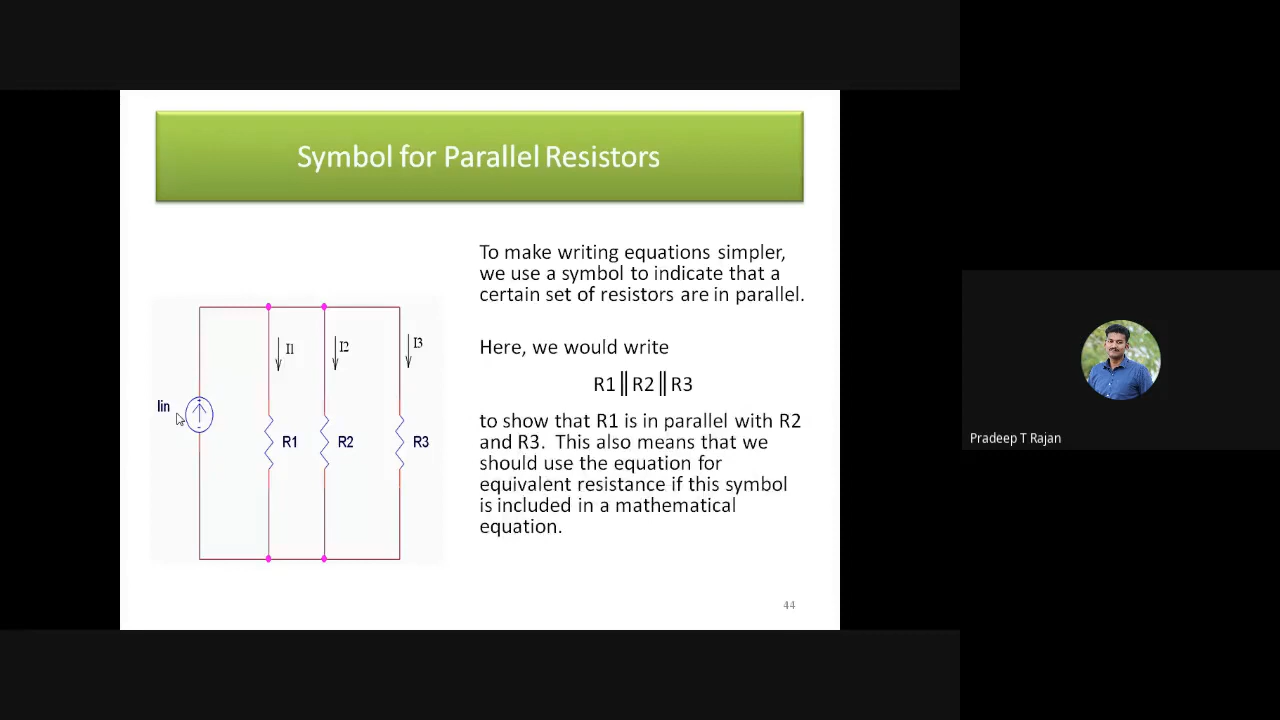 Symbol for Parallel Resistors
To make writing equations simpler,
we use a symbol to indicate that a
certain set of resistors are in parallel.
Here, we would write
R1‖R2‖R3
to show that R1 is in parallel with R2
and R3. This also means that we
should use the equation for
equivalent resistance if this symbol
is included in a mathematical
equation.
I1 I2 I3
Iin
+
-
R1 R2 R3
44
Pradeep T Rajan